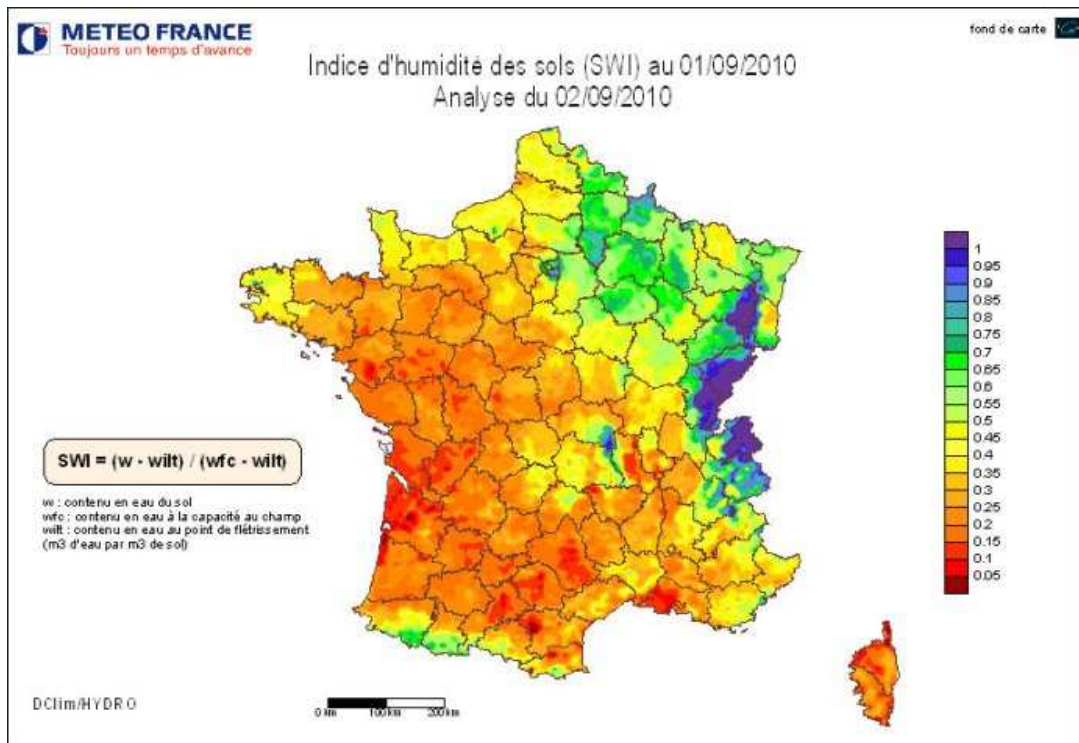 METEO FRANCE
Toujours un temps d'avance
fond de carte
Indice d'humidité des sols (SWI) au 01/09/2010
Analyse du 02/09/2010
1
0.95
0.9
0.85
0.8
0.75
0.7
0.65
0.6
0.55
0.5
0.45
0.4
0.35
0.3
0.25
0.2
0.15
0.1
0.05
SWI = (w - wilt) / (wfc - wilt)
w : contenu en eau du sol
wfc : contenu en eau à la capacité au champ
wilt : contenu en eau au point de flétrissement
(m3 d'eau par m3 de sol)
DClim/HYDRO
0 km 100 km 200 km